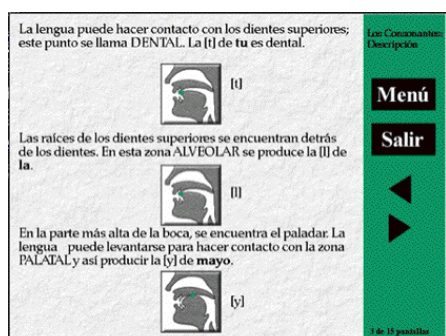 La lengua puede hacer contacto con los dientes superiores;
este punto se llama DENTAL. La [t] de tu es dental.
[t]
Las raíces de los dientes superiores se encuentran detrás
de los dientes. En esta zona ALVEOLAR se produce la [l] de
la.
[l]
En la parte más alta de la boca, se encuentra el paladar. La
lengua puede levantarse para hacer contacto con la zona
PALATAL y así producir la [y] de mayo.
[y]
Las Consonantes:
Descripción
Menú
Salir
3 de 15 pantallas